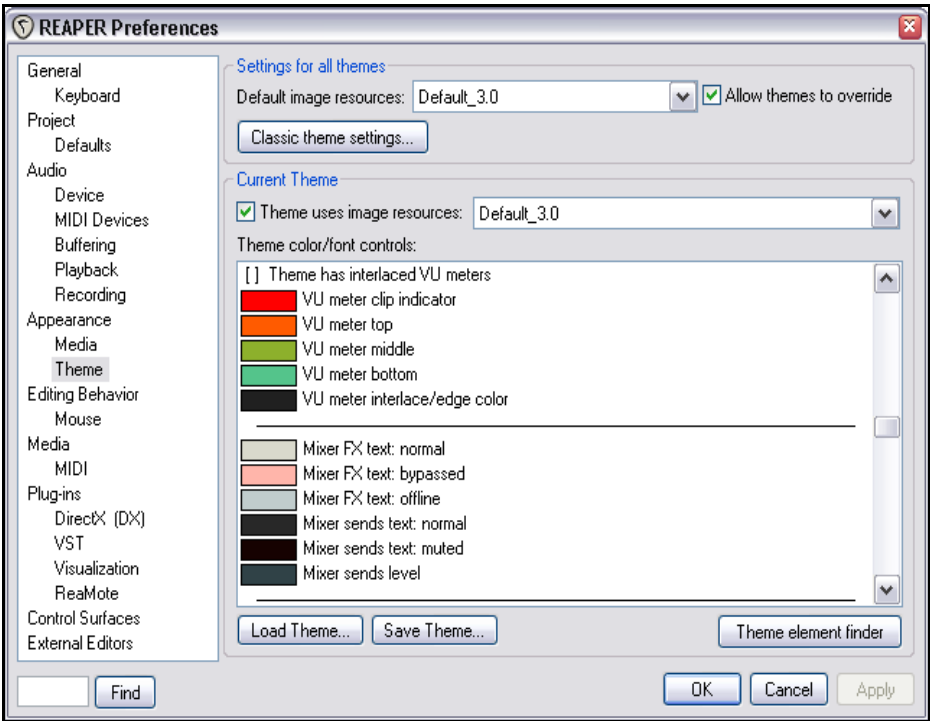 REAPER Preferences
General
Keyboard
Project
Defaults
Audio
Device
MIDI Devices
Buffering
Playback
Recording
Appearance
Media
Theme
Editing Behavior
Mouse
Media
MIDI
Plug-ins
DirectX (DX)
VST
Visualization
ReaMote
Control Surfaces
External Editors
Find
Settings for all themes
Default image resources: Default_3.0 Allow themes to override
Classic theme settings...
Current Theme
Theme uses image resources: Default_3.0
Theme color/font controls:
[ ] Theme has interlaced VU meters
VU meter clip indicator
VU meter top
VU meter middle
VU meter bottom
VU meter interlace/edge color
Mixer FX text: normal
Mixer FX text: bypassed
Mixer FX text: offline
Mixer sends text: normal
Mixer sends text: muted
Mixer sends level
Load Theme... Save Theme... Theme element finder
OK Cancel Apply